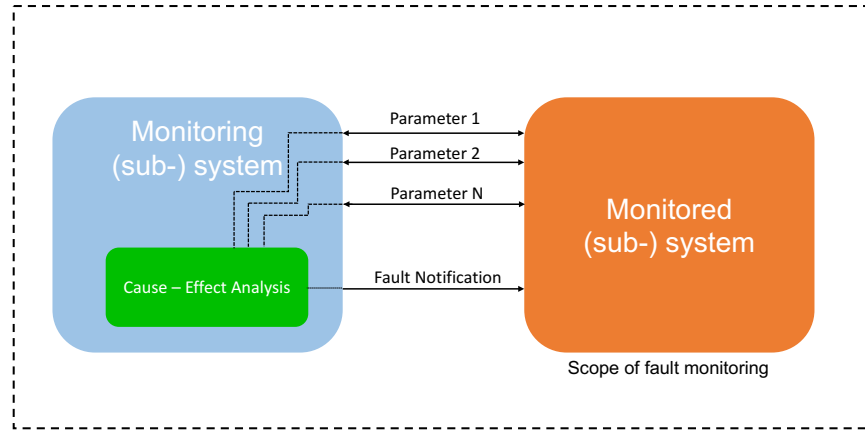 Monitoring
(sub-) system
Parameter 1
Parameter 2
Parameter N
Cause – Effect Analysis
Fault Notification
Monitored
(sub-) system
Scope of fault monitoring